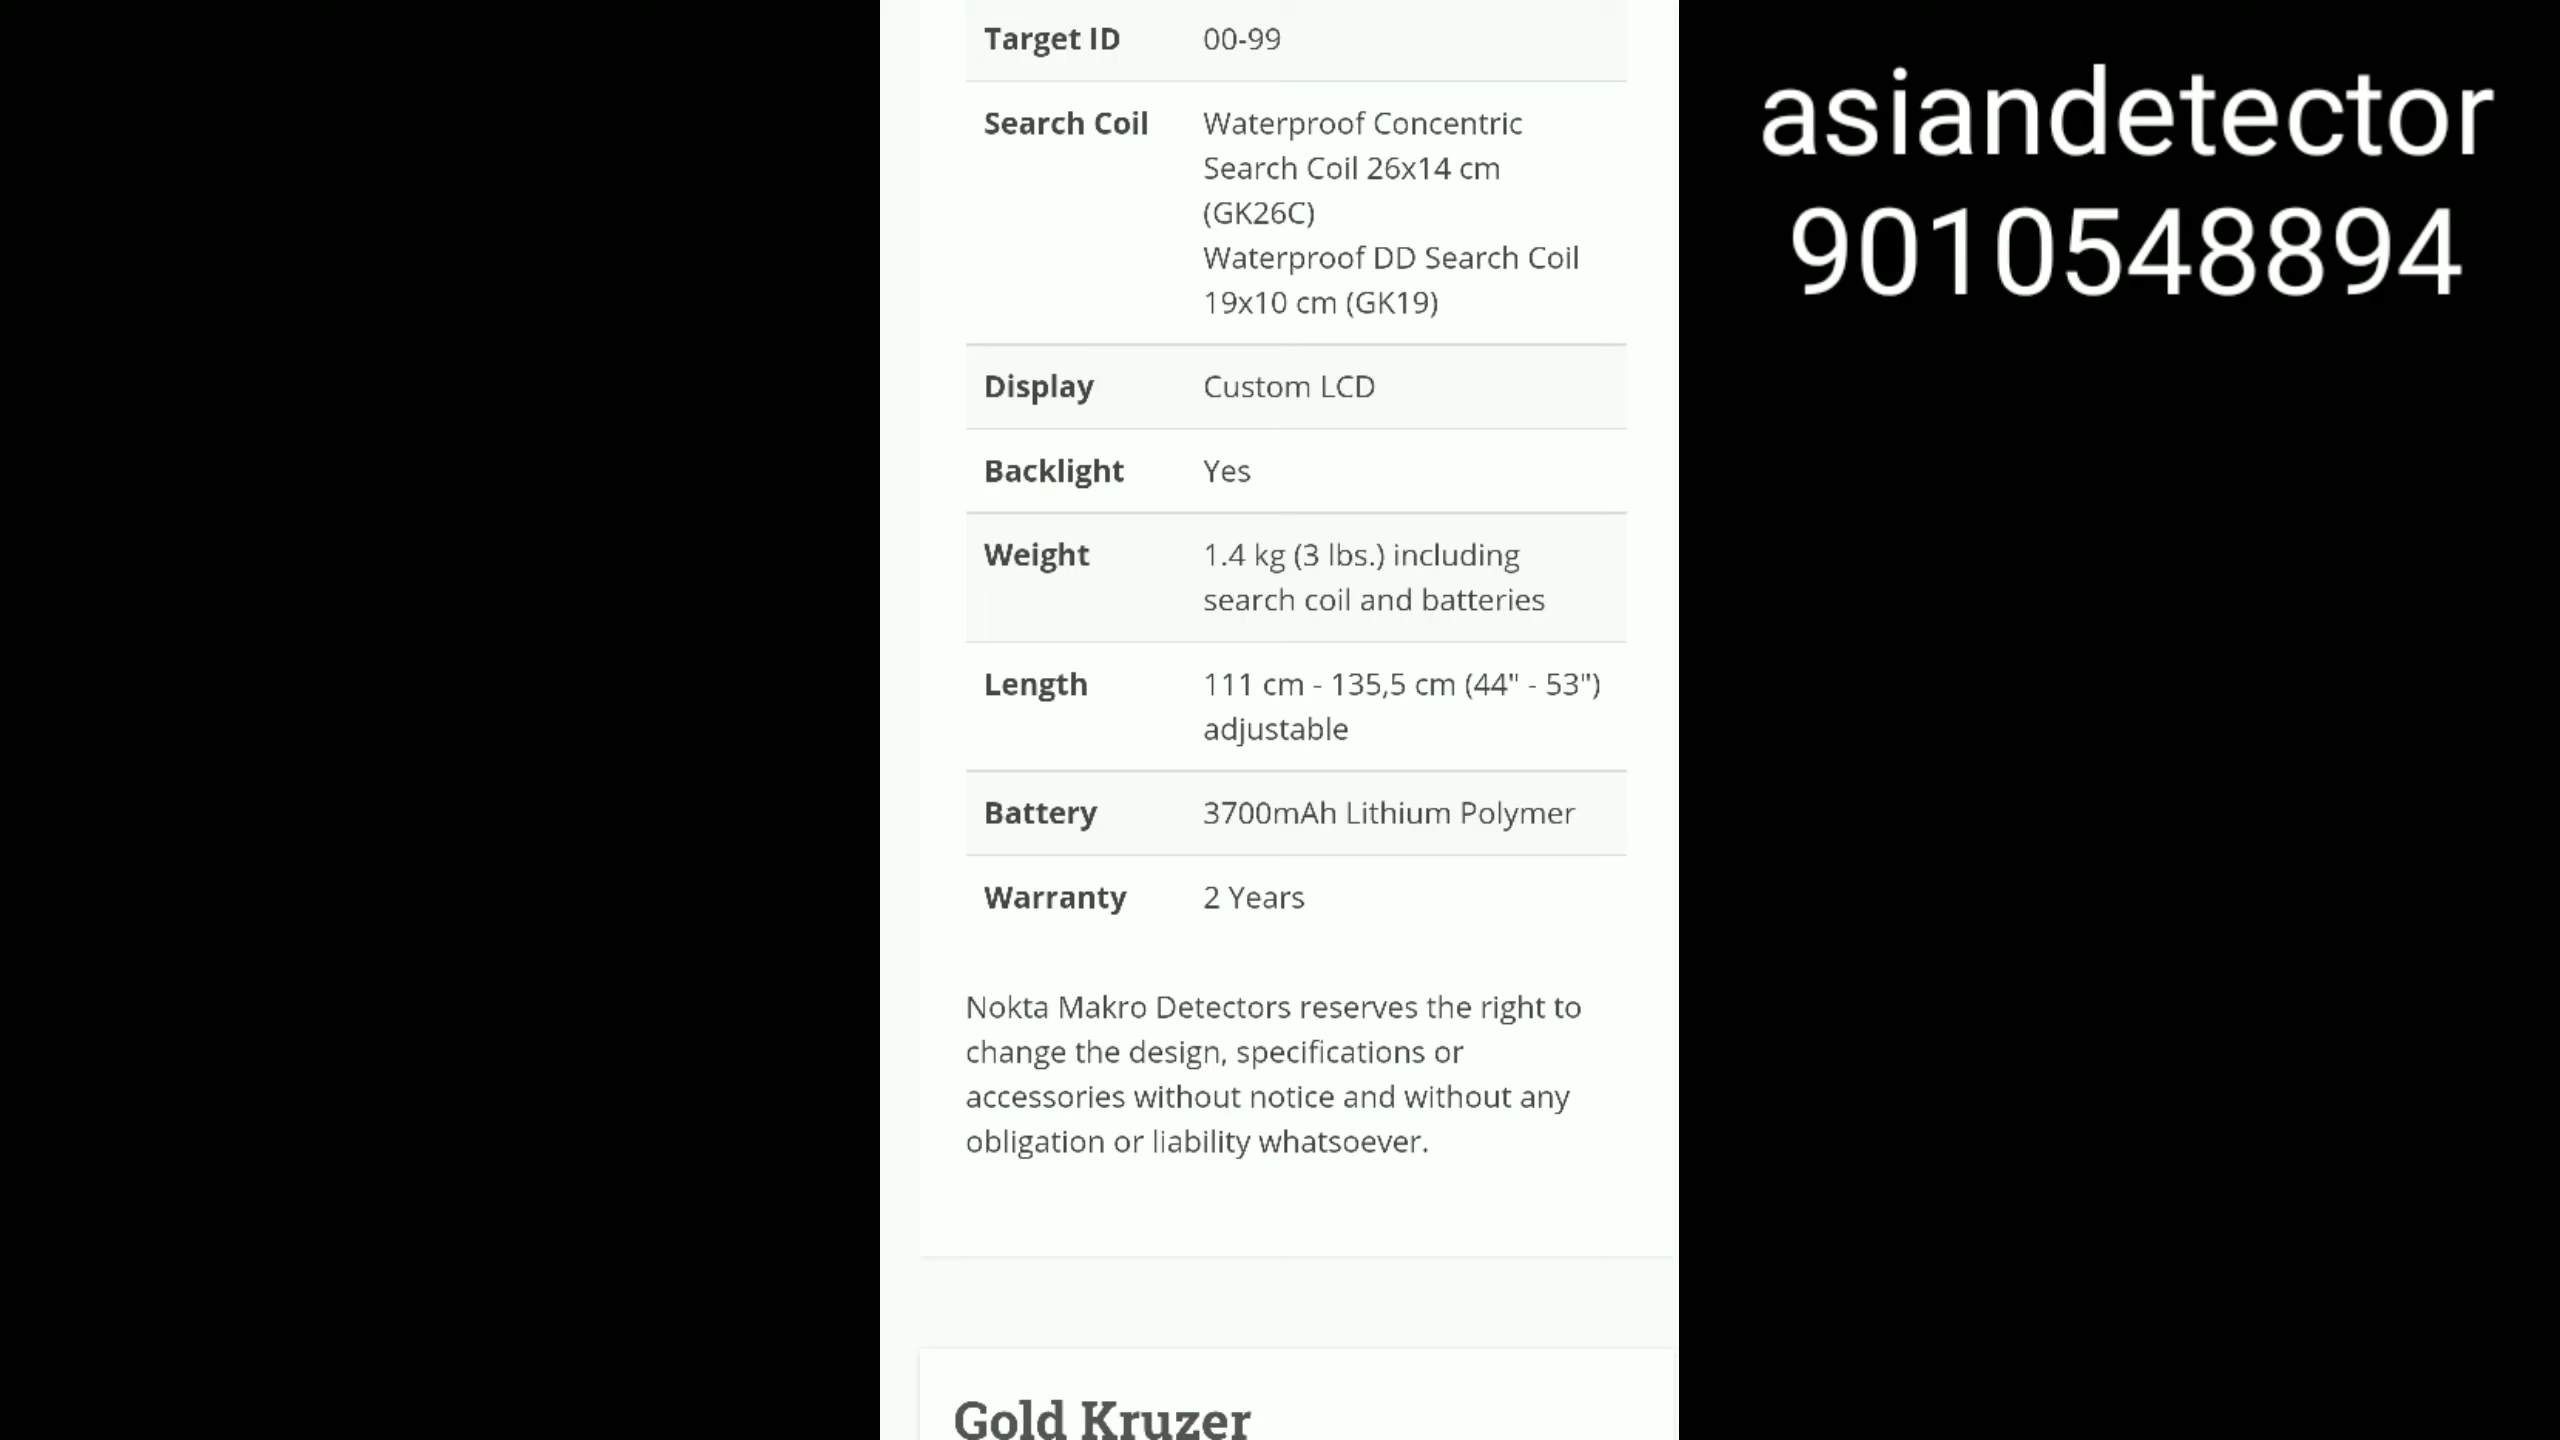 Target ID 00-99
Search Coil Waterproof Concentric
Search Coil 26x14 cm
(GK26C)
Waterproof DD Search Coil
19x10 cm (GK19)
Display Custom LCD
Backlight Yes
Weight 1.4 kg (3 lbs.) including
search coil and batteries
Length 111 cm - 135,5 cm (44" - 53")
adjustable
Battery 3700mAh Lithium Polymer
Warranty 2 Years
Nokta Makro Detectors reserves the right to
change the design, specifications or
accessories without notice and without any
obligation or liability whatsoever.
Gold Kruzer
asiandetector
9010548894